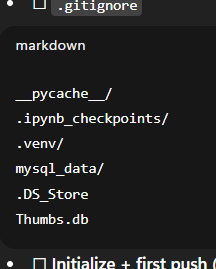 .gitignore
markdown
__pycache__/
.ipynb_checkpoints/
.venv/
mysql_data/
.DS_Store
Thumbs.db
Initialize + first push (